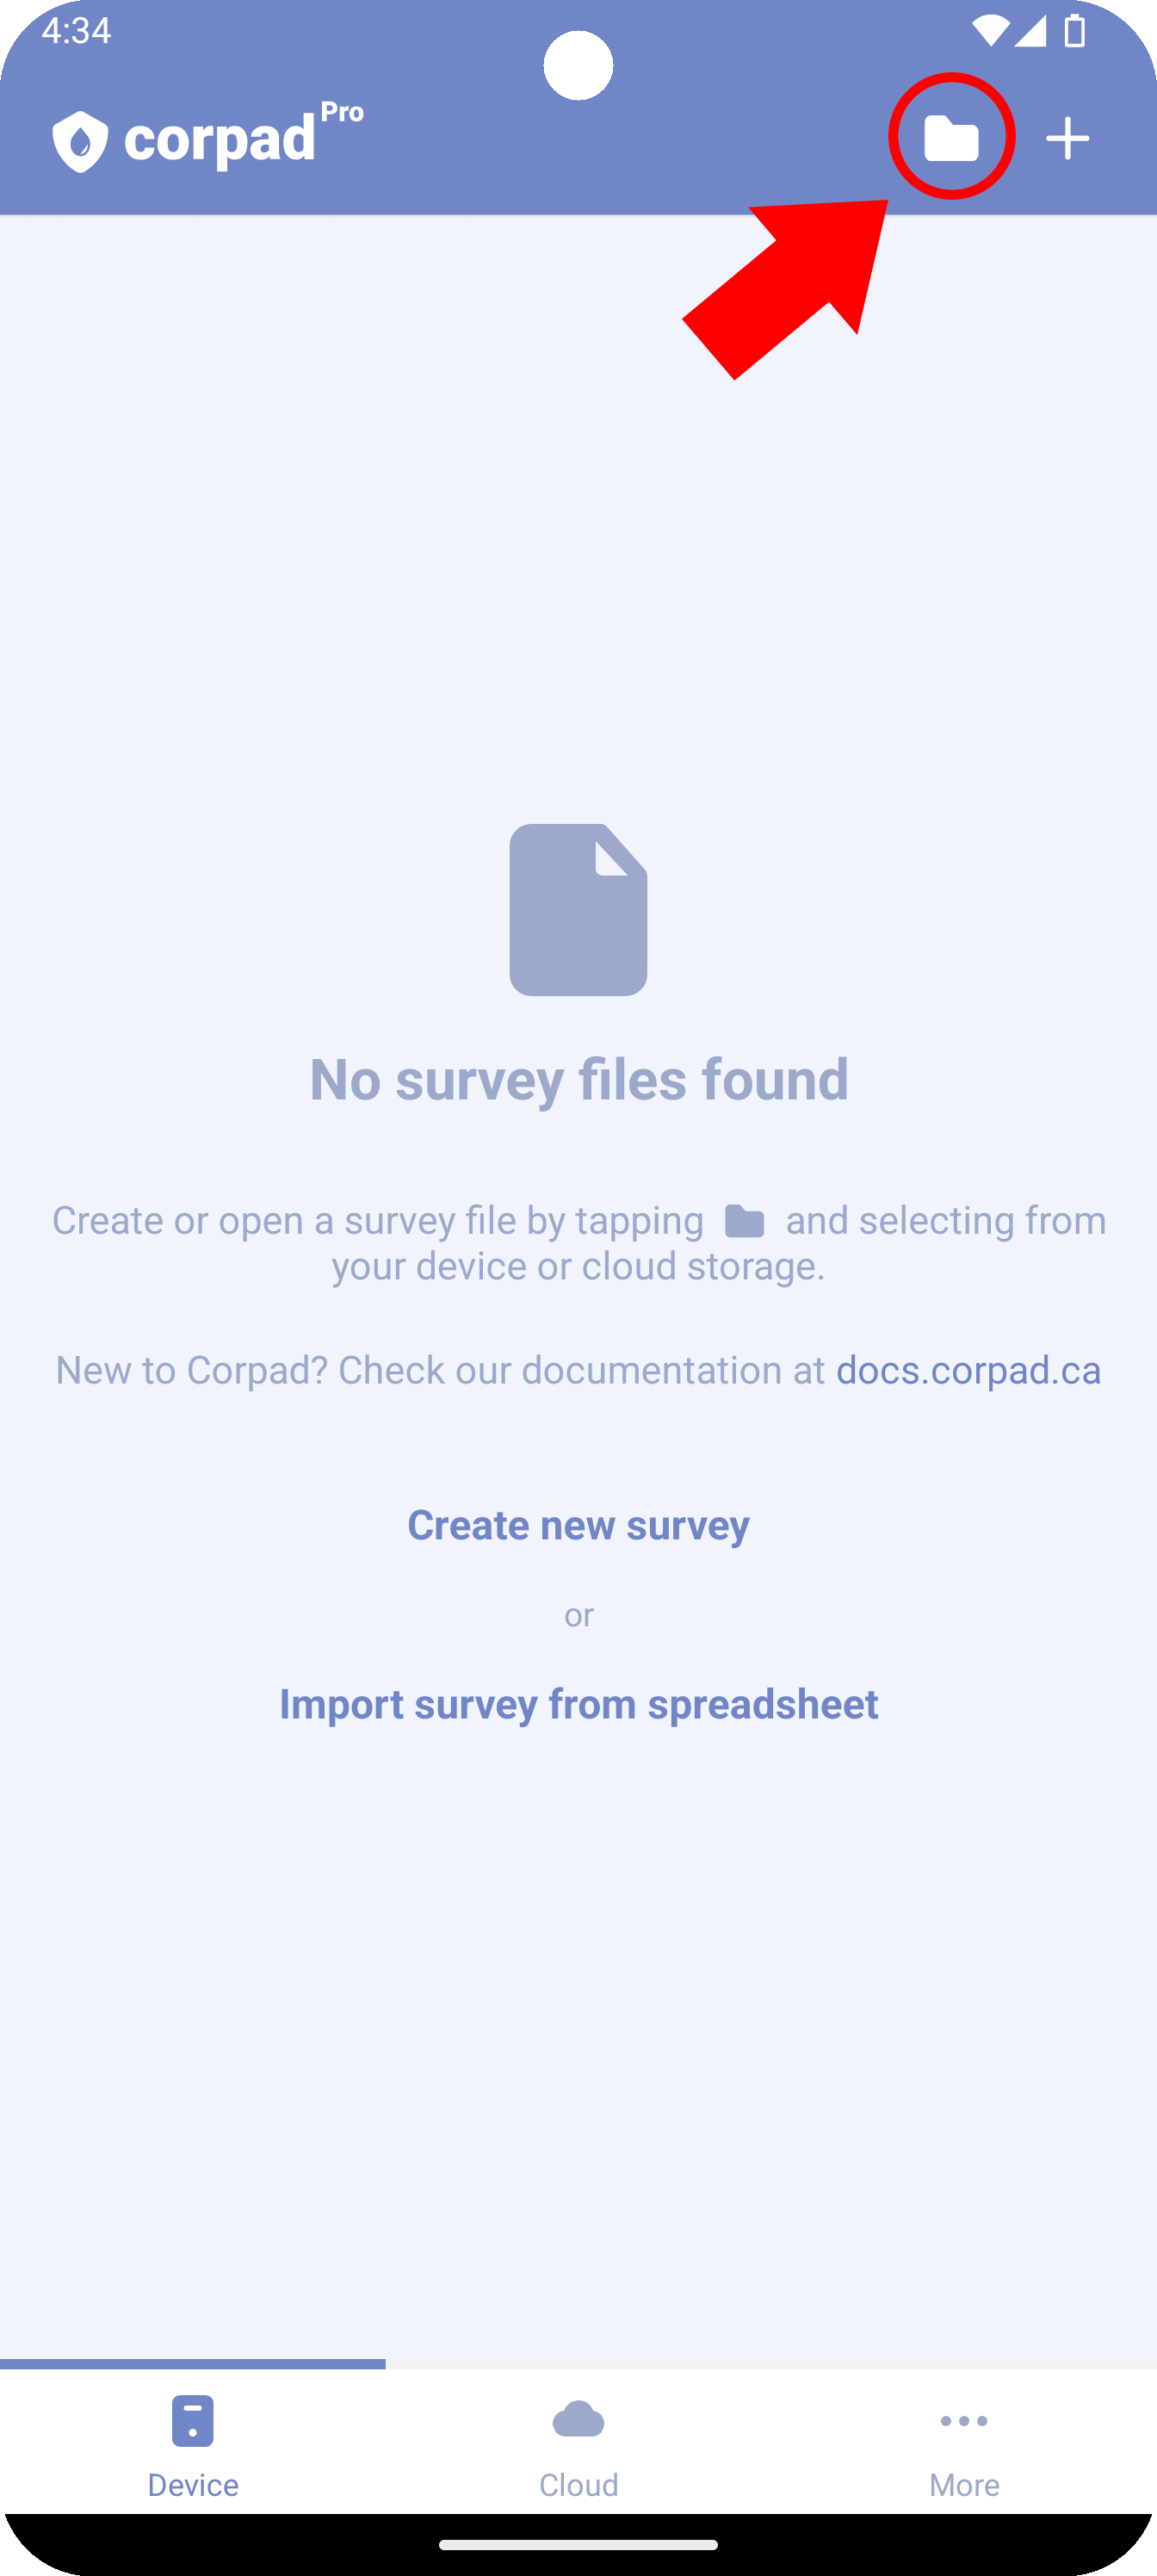 4:34
corpad Pro
No survey files found
Create or open a survey file by tapping and selecting from
your device or cloud storage.
New to Corpad? Check our documentation at docs.corpad.ca
Create new survey
or
Import survey from spreadsheet
Device Cloud More